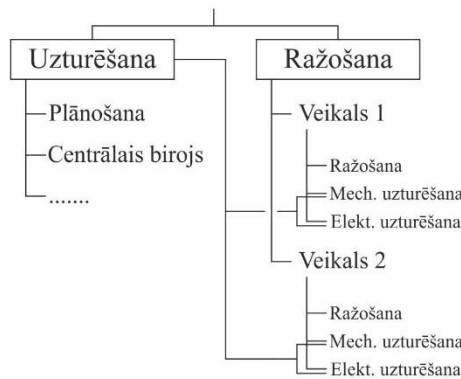 Uzturēšana
Plānošana
Centrālais birojs
.......
Ražošana
Veikals 1
Ražošana
Mech. uzturēšana
Elekt. uzturēšana
Veikals 2
Ražošana
Mech. uzturēšana
Elekt. uzturēšana